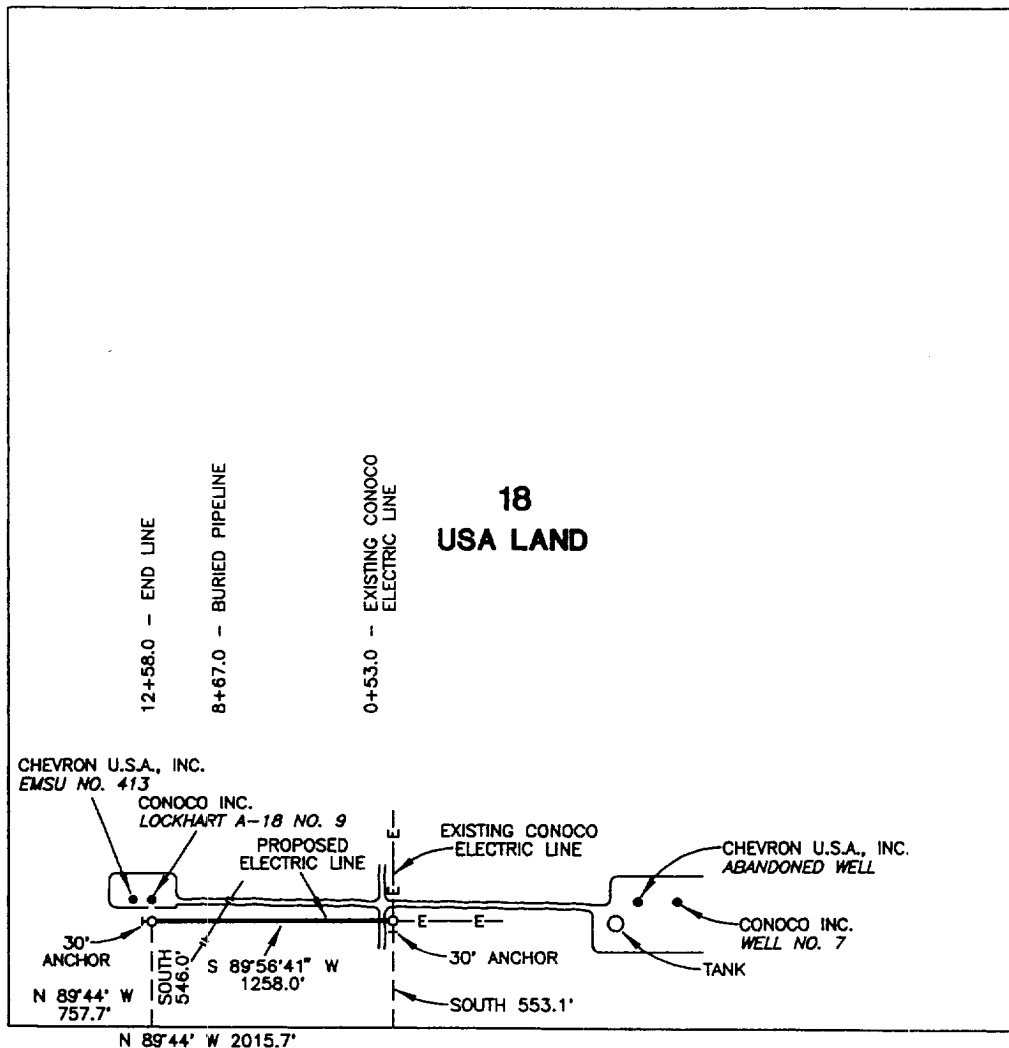 18
USA LAND
12+58.0 – END LINE
8+67.0 – BURIED PIPELINE
0+53.0 – EXISTING CONOCO
ELECTRIC LINE
CHEVRON U.S.A., INC.
EMSU NO. 413
CONOCO INC.
LOCKHART A-18 NO. 9
PROPOSED
ELECTRIC LINE
E
EXISTING CONOCO
ELECTRIC LINE
CHEVRON U.S.A., INC.
ABANDONED WELL
E
E
E
CONOCO INC.
WELL NO. 7
30'
ANCHOR
SOUTH
546.0'
S 89°56'41" W
1258.0'
30' ANCHOR
TANK
N 89°44' W
757.7'
SOUTH 553.1'
N 89°44' W 2015.7'